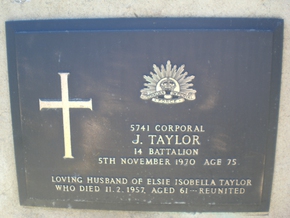 5741 CORPORAL
J. TAYLOR
14 BATTALION
5TH NOVEMBER 1970 AGE 75
LOVING HUSBAND OF ELSIE ISOBELLA TAYLOR
WHO DIED 11.2.1957, AGED 61—REUNITED